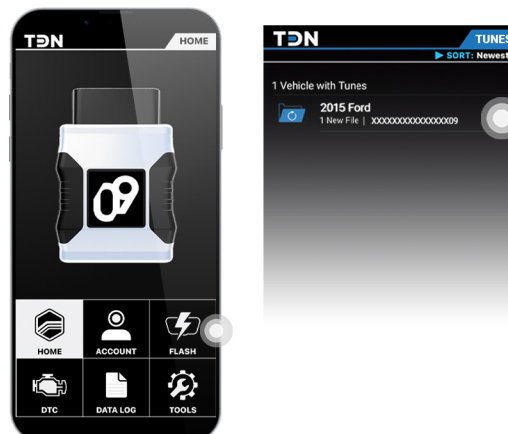 TDN
HOME
09
HOME
ACCOUNT
FLASH
DTC
DATA LOG
TOOLS
TDN
TUNES
SORT: Newest
1 Vehicle with Tunes
2015 Ford
1 New File | XXXXXXXXXXXXXXX09